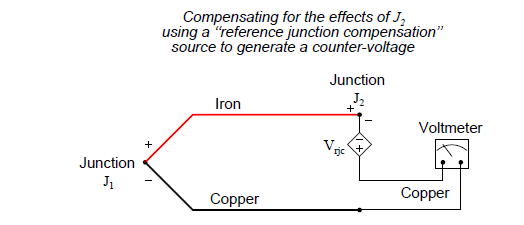 Compensating for the effects of J2
using a “reference junction compensation”
source to generate a counter-voltage
Junction
J2
+
−
Iron
Voltmeter
Vrjc
−
+
+
Junction
J1
−
Copper
Copper